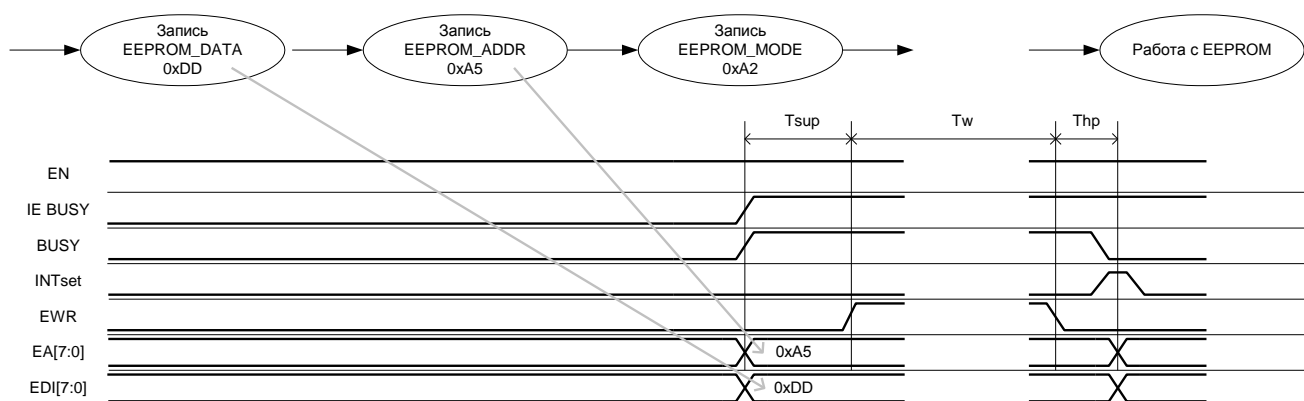 Запись
EEPROM_DATA
0xDD
Запись
EEPROM_ADDR
0xA5
Запись
EEPROM_MODE
0xA2
Работа с EEPROM
Tsup
Tw
Thp
EN
IE BUSY
BUSY
INTset
EWR
EA[7:0]
0xA5
EDI[7:0]
0xDD